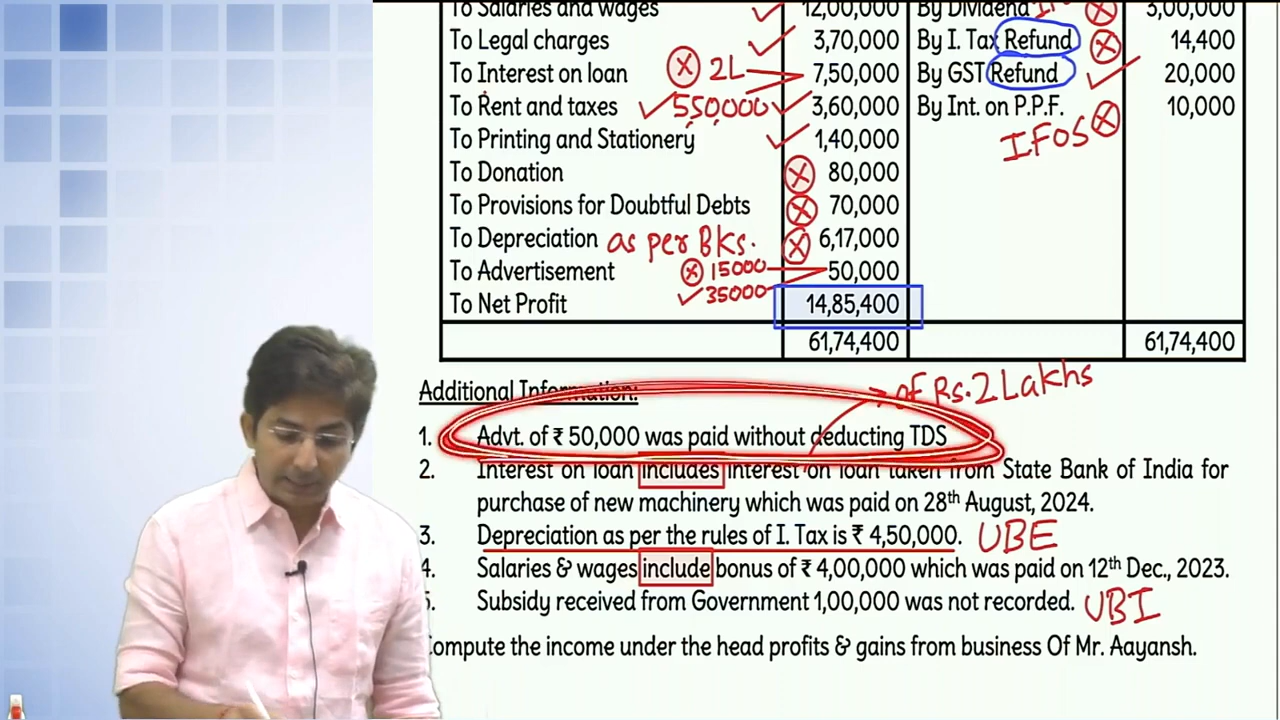 To Salaries and wages ✓ 12,00,000 By Dividend 3,00,000
To Legal charges ✓ 3,70,000 By I. Tax Refund ⊗ 14,400
To Interest on loan ⊗ 2L 7,50,000 By GST Refund ✓ 20,000
✓ 5,50,000
To Rent and taxes ✓ 3,60,000 By Int. on P.P.F. ⊗ 10,000
IFOS
To Printing and Stationery ✓ 1,40,000
To Donation ⊗ 80,000
To Provisions for Doubtful Debts ⊗ 70,000
To Depreciation as per BKs. ⊗ 6,17,000
To Advertisement ⊗ 15000 50,000
✓ 35000
To Net Profit 14,85,400
61,74,400 61,74,400
Additional Information:
of Rs. 2 Lakhs
1. Advt. of ₹ 50,000 was paid without deducting TDS
2. Interest on loan includes interest on loan taken from State Bank of India for
purchase of new machinery which was paid on 28th August, 2024.
3. Depreciation as per the rules of I. Tax is ₹ 4,50,000. UBE
4. Salaries & wages include bonus of ₹ 4,00,000 which was paid on 12th Dec., 2023.
5. Subsidy received from Government 1,00,000 was not recorded. UBI
Compute the income under the head profits & gains from business Of Mr. Aayansh.